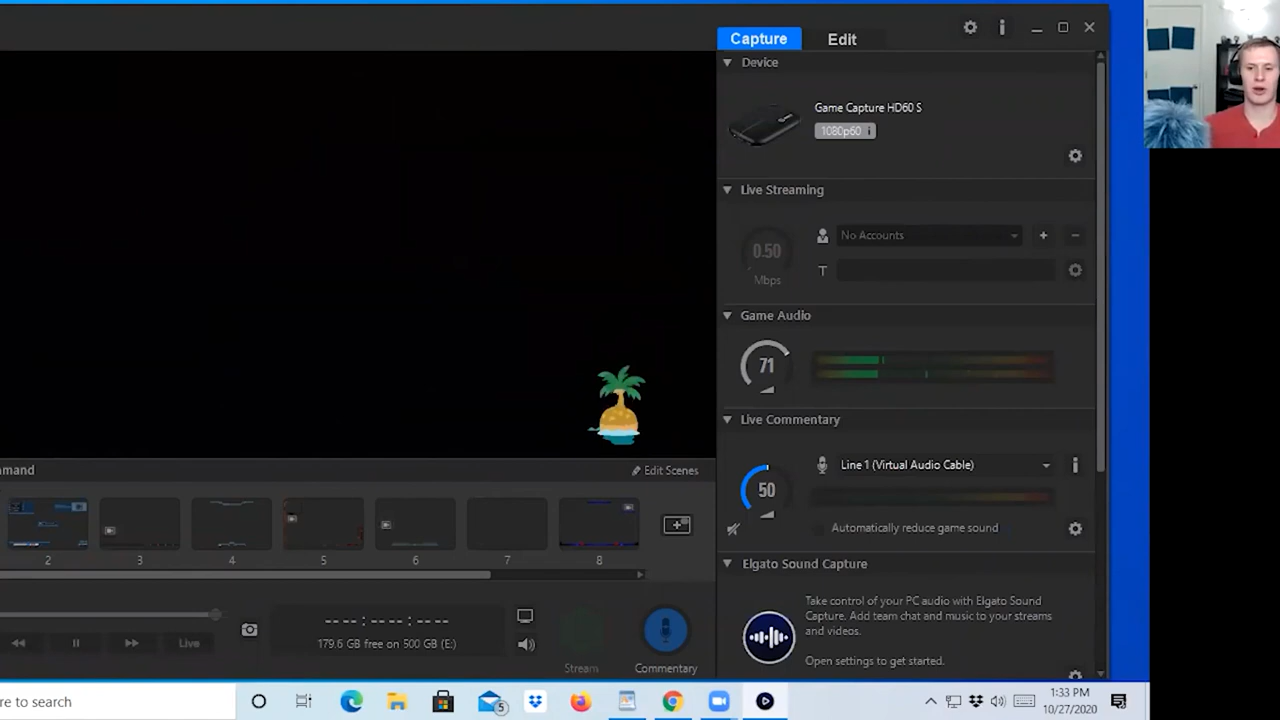 Capture
Edit
Device
Game Capture HD60 S
1080p60 i
Live Streaming
0.50
Mbps
No Accounts
+
-
T
Game Audio
71
Live Commentary
Line 1 (Virtual Audio Cable)
50
Automatically reduce game sound
Elgato Sound Capture
Take control of your PC audio with Elgato Sound
Capture. Add team chat and music to your streams
and videos.
Open settings to get started.
mand
Edit Scenes
2
3
4
5
6
7
8
-- -- : -- -- : -- --
179.6 GB free on 500 GB (E:)
Live
Stream
Commentary
re to search
5
1:33 PM
10/27/2020